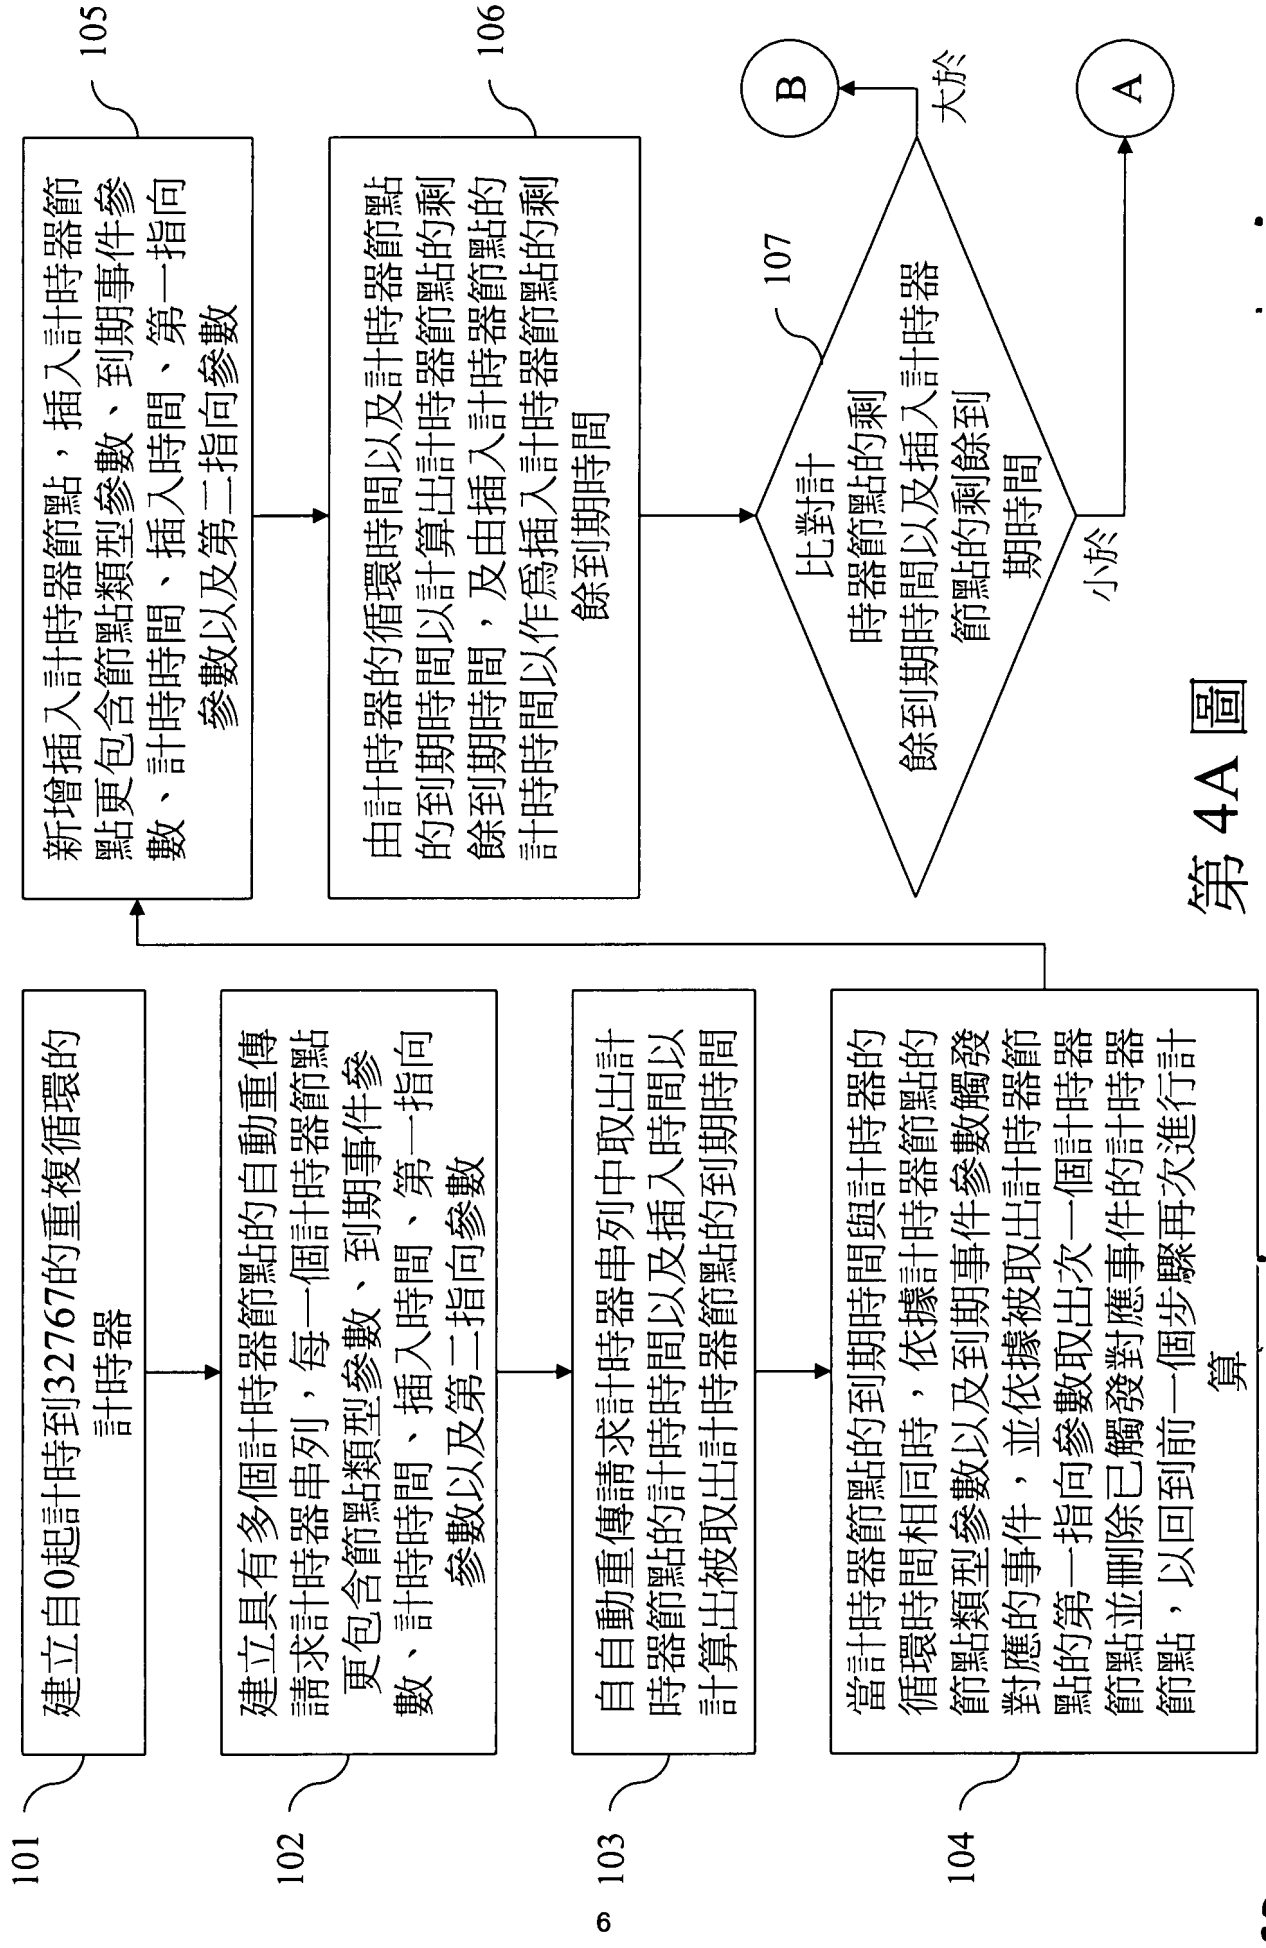 101
建立自0起計時到32767的重複循環的
計時器
102
建立具有多個計時器節點的自動重傳
請求計時器串列，每一個計時器節點
更包含節點類型參數、到期事件參
數、計時時間、插入時間、第一指向
參數以及第二指向參數
103
自自動重傳請求計時器串列中取出計
時器節點的計時時間以及插入時間以
計算出被取出計時器節點的到期時間
104
當計時器節點的到期時間與計時器的
循環時間相同時，依據計時器節點的
節點類型參數以及到期事件參數觸發
對應的事件，並依據被取出計時器節
點的第一指向參數取出次一個計時器
節點並刪除已觸發對應事件的計時器
節點，以回到前一個步驟再次進行計
算
105
新增插入計時器節點，插入計時器節
點更包含節點類型參數、到期事件參
數、計時時間、插入時間、第一指向
參數以及第二指向參數
106
由計時器的循環時間以及計時器節點
的到期時間以計算出計時器節點的剩
餘到期時間，及由插入計時器節點的
計時時間以作爲插入計時器節點的剩
餘到期時間
107
比對計
時器節點的剩
餘到期時間以及插入計時器
節點的剩餘到
期時間
大於
B
小於
A
第 4A 圖
6